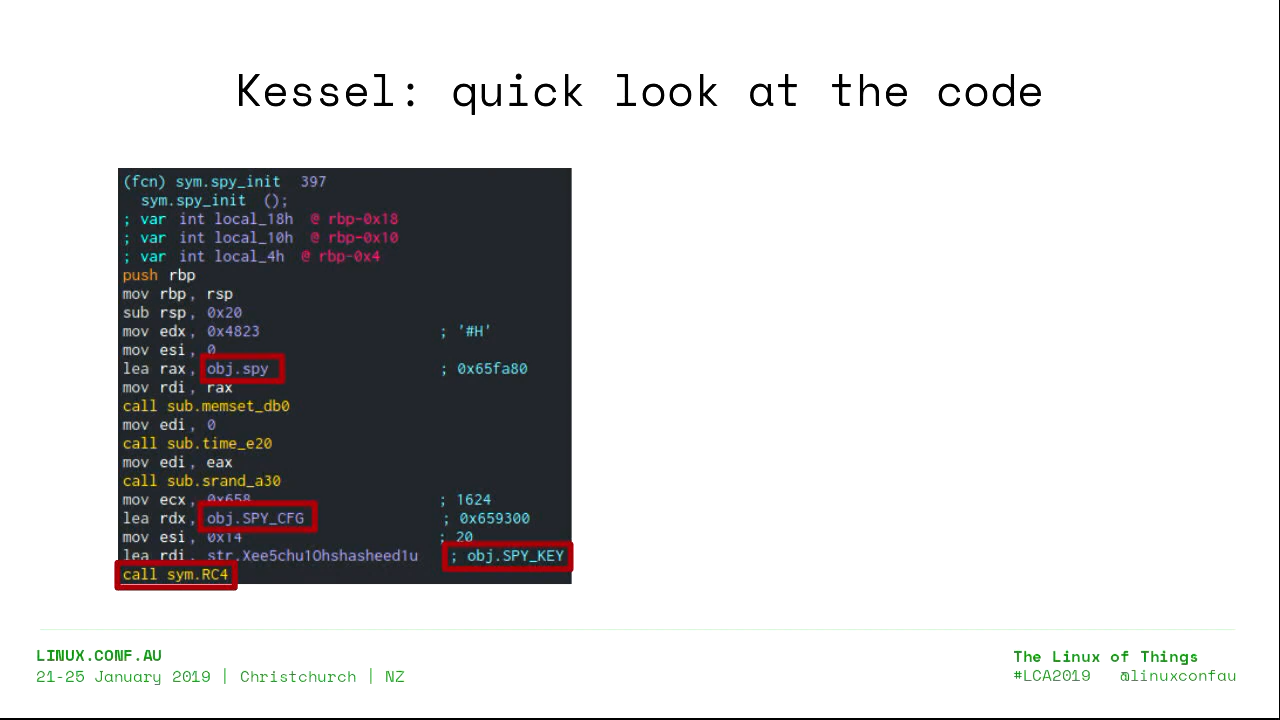 Kessel: quick look at the code
(fcn) sym.spy_init 397
sym.spy_init ();
; var int local_18h @ rbp-0x18
; var int local_10h @ rbp-0x10
; var int local_4h @ rbp-0x4
push rbp
mov rbp, rsp
sub rsp, 0x20
mov edx, 0x4823 ; '#H'
mov esi, 0
lea rax, obj.spy ; 0x65fa80
mov rdi, rax
call sub.memset_db0
mov edi, 0
call sub.time_e20
mov edi, eax
call sub.srand_a30
mov ecx, 0x658 ; 1624
lea rdx, obj.SPY_CFG ; 0x659300
mov esi, 0x14 ; 20
lea rdi, str.Xee5chu1Ohshasheed1u ; obj.SPY_KEY
call sym.RC4
LINUX.CONF.AU
21-25 January 2019 | Christchurch | NZ
The Linux of Things
#LCA2019 @linuxconfau